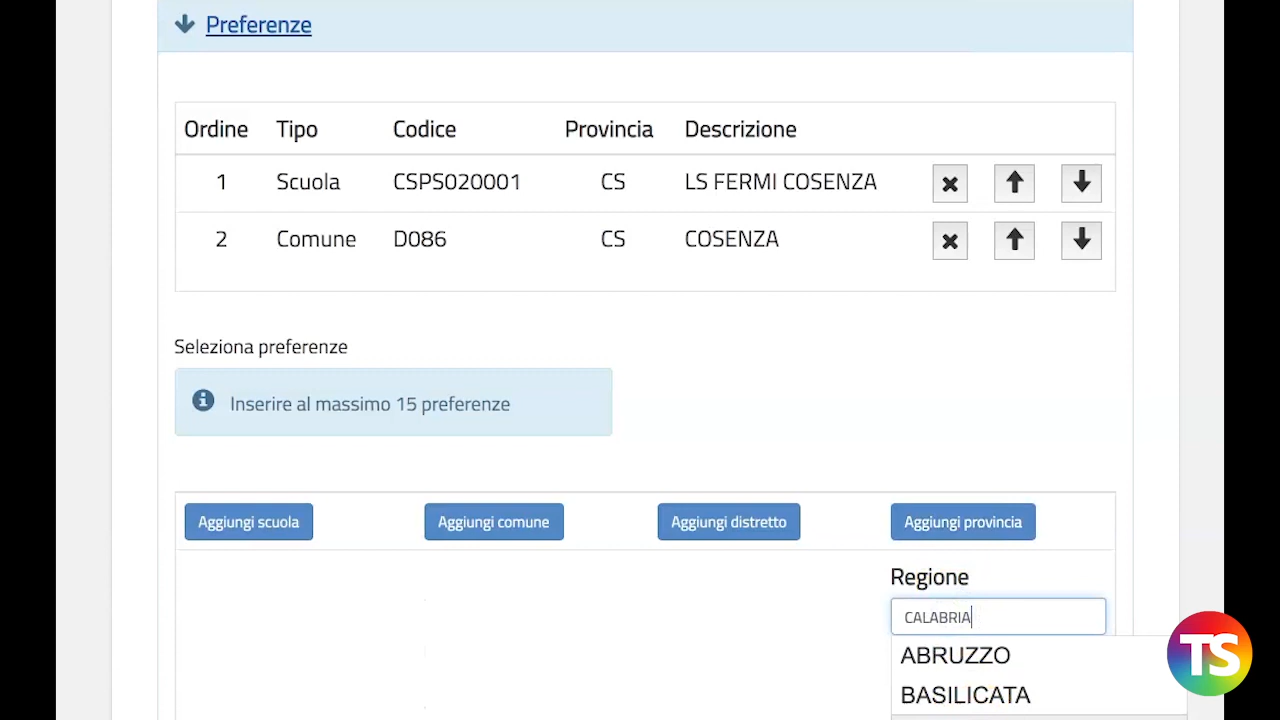 Preferenze
Ordine Tipo Codice Provincia Descrizione
1 Scuola CSPS020001 CS LS FERMI COSENZA
2 Comune D086 CS COSENZA
Seleziona preferenze
Inserire al massimo 15 preferenze
Aggiungi scuola Aggiungi comune Aggiungi distretto Aggiungi provincia
Regione
CALABRIA
ABRUZZO
BASILICATA
TS